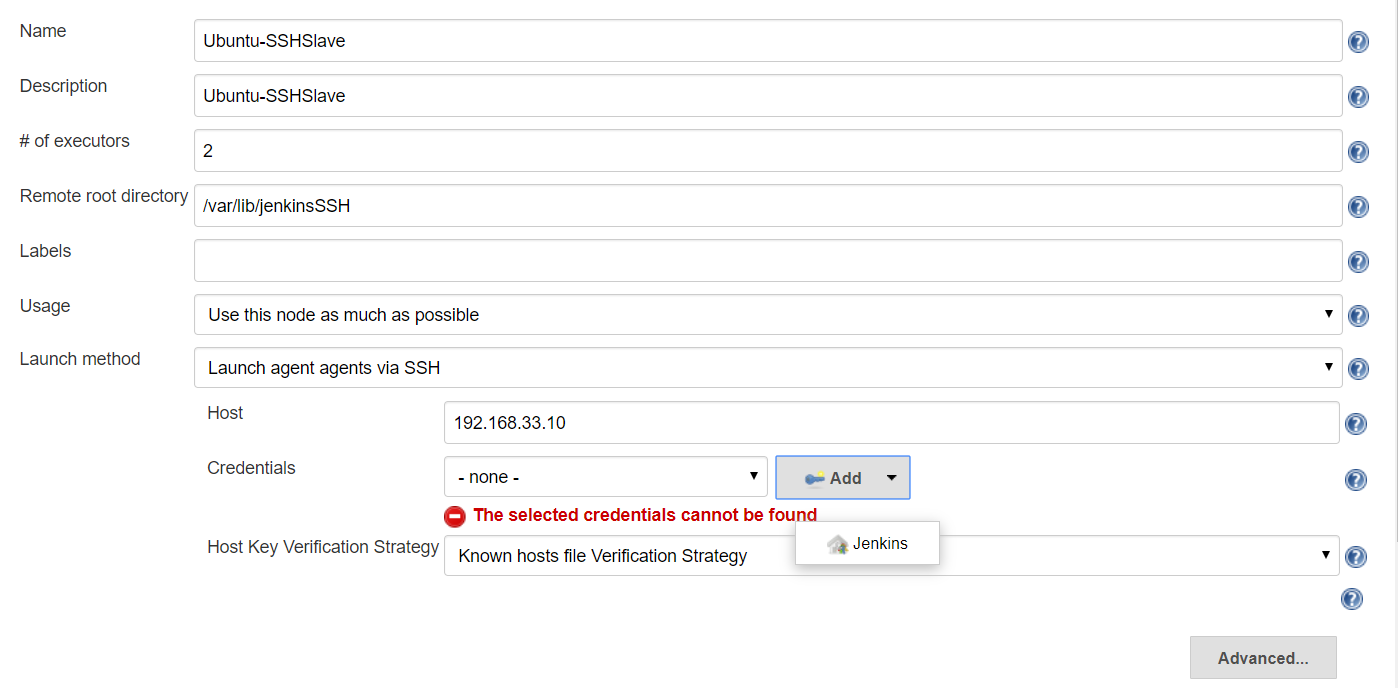 Name
Ubuntu-SSHSlave
Description
Ubuntu-SSHSlave
# of executors
2
Remote root directory
/var/lib/jenkinsSSH
Labels
Usage
Use this node as much as possible
Launch method
Launch agent agents via SSH
Host
192.168.33.10
Credentials
- none -
Add
The selected credentials cannot be found
Jenkins
Host Key Verification Strategy
Known hosts file Verification Strategy
Advanced...